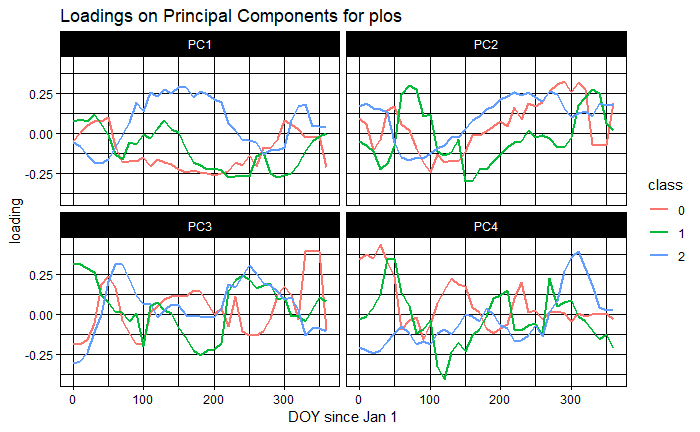 Loadings on Principal Components for plos
PC1
PC2
0.25
0.00
-0.25
PC3
PC4
0.25
0.00
-0.25
0
100
200
300
0
100
200
300
DOY since Jan 1
loading
class
0
1
2